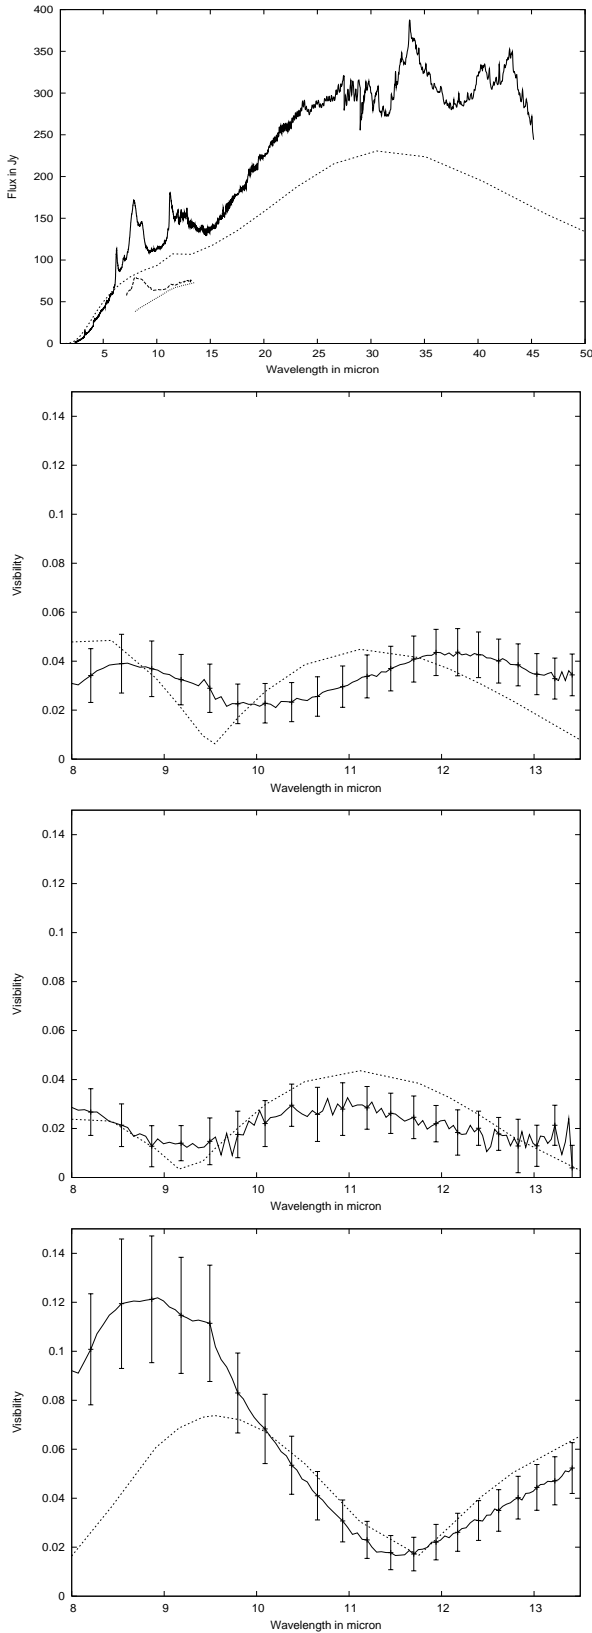 400
350
300
250
200
150
100
50
0
Flux in Jy
5 10 15 20 25 30 35 40 45 50
Wavelength in micron
0.14
0.12
0.1
0.08
0.06
0.04
0.02
0
Visibility
8 9 10 11 12 13
Wavelength in micron
0.14
0.12
0.1
0.08
0.06
0.04
0.02
0
Visibility
8 9 10 11 12 13
Wavelength in micron
0.14
0.12
0.1
0.08
0.06
0.04
0.02
0
Visibility
8 9 10 11 12 13
Wavelength in micron